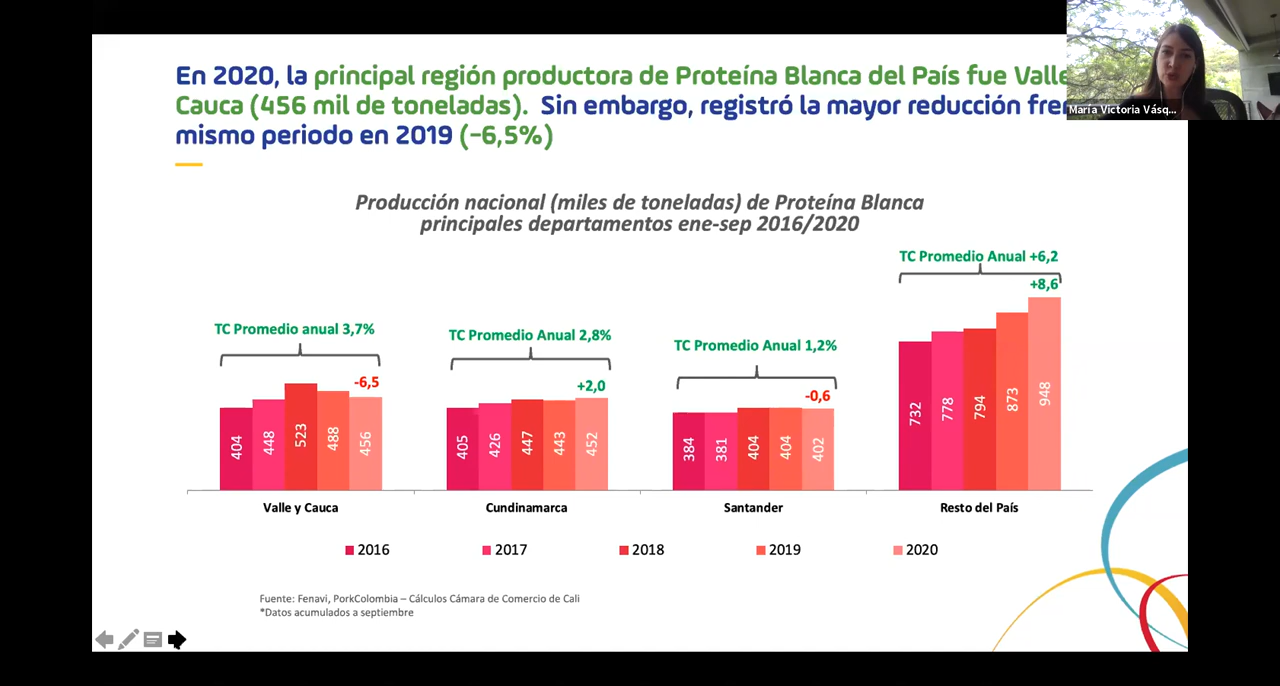 En 2020, la principal región productora de Proteína Blanca del País fue Valle
Cauca (456 mil de toneladas). Sin embargo, registró la mayor reducción
mismo periodo en 2019 (-6,5%)
María Victoria Vásq...
Producción nacional (miles de toneladas) de Proteína Blanca
principales departamentos ene-sep 2016/2020
TC Promedio anual 3,7%
-6,5
404 448 523 488 456
Valle y Cauca
TC Promedio Anual 2,8%
+2,0
405 426 447 443 452
Cundinamarca
TC Promedio Anual 1,2%
-0,6
384 381 404 404 402
Santander
TC Promedio Anual +6,2
+8,6
732 778 794 873 948
Resto del País
2016 2017 2018 2019 2020
Fuente: Fenavi, PorkColombia – Cálculos Cámara de Comercio de Cali
*Datos acumulados a septiembre